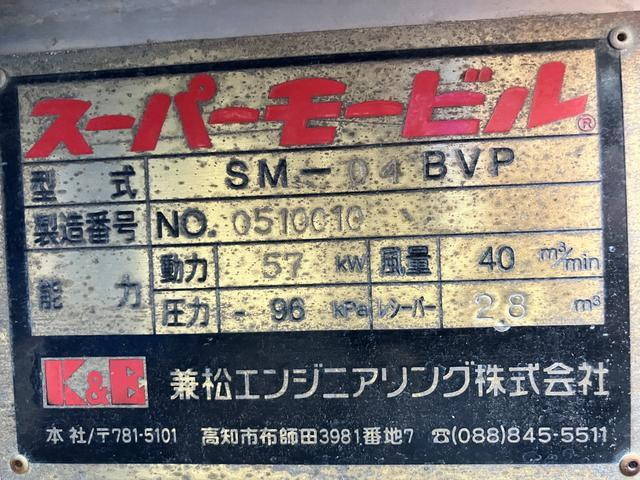 スーパーモービル®
型式 SM-04BVP
製造番号 NO. 0510010
能力 動力 57 kW 風量 40 m³/min
圧力 - 96 kPa レシーバー 2.8 m³
K&E 兼松エンジニアリング株式会社
本社/〒781-5101 高知市布師田3981番地7 ☎(088)845-5511